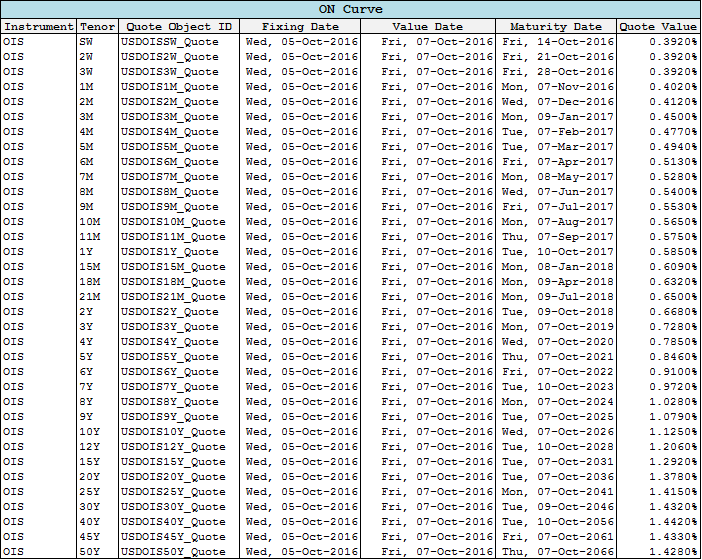 ON Curve
Instrument Tenor Quote Object ID Fixing Date Value Date Maturity Date Quote Value
OIS SW USDOISSW_Quote Wed, 05-Oct-2016 Fri, 07-Oct-2016 Fri, 14-Oct-2016 0.3920%
OIS 2W USDOIS2W_Quote Wed, 05-Oct-2016 Fri, 07-Oct-2016 Fri, 21-Oct-2016 0.3920%
OIS 3W USDOIS3W_Quote Wed, 05-Oct-2016 Fri, 07-Oct-2016 Fri, 28-Oct-2016 0.3920%
OIS 1M USDOIS1M_Quote Wed, 05-Oct-2016 Fri, 07-Oct-2016 Mon, 07-Nov-2016 0.4020%
OIS 2M USDOIS2M_Quote Wed, 05-Oct-2016 Fri, 07-Oct-2016 Wed, 07-Dec-2016 0.4120%
OIS 3M USDOIS3M_Quote Wed, 05-Oct-2016 Fri, 07-Oct-2016 Mon, 09-Jan-2017 0.4500%
OIS 4M USDOIS4M_Quote Wed, 05-Oct-2016 Fri, 07-Oct-2016 Tue, 07-Feb-2017 0.4770%
OIS 5M USDOIS5M_Quote Wed, 05-Oct-2016 Fri, 07-Oct-2016 Tue, 07-Mar-2017 0.4940%
OIS 6M USDOIS6M_Quote Wed, 05-Oct-2016 Fri, 07-Oct-2016 Fri, 07-Apr-2017 0.5130%
OIS 7M USDOIS7M_Quote Wed, 05-Oct-2016 Fri, 07-Oct-2016 Mon, 08-May-2017 0.5280%
OIS 8M USDOIS8M_Quote Wed, 05-Oct-2016 Fri, 07-Oct-2016 Wed, 07-Jun-2017 0.5400%
OIS 9M USDOIS9M_Quote Wed, 05-Oct-2016 Fri, 07-Oct-2016 Fri, 07-Jul-2017 0.5530%
OIS 10M USDOIS10M_Quote Wed, 05-Oct-2016 Fri, 07-Oct-2016 Mon, 07-Aug-2017 0.5650%
OIS 11M USDOIS11M_Quote Wed, 05-Oct-2016 Fri, 07-Oct-2016 Thu, 07-Sep-2017 0.5750%
OIS 1Y USDOIS1Y_Quote Wed, 05-Oct-2016 Fri, 07-Oct-2016 Tue, 10-Oct-2017 0.5850%
OIS 15M USDOIS15M_Quote Wed, 05-Oct-2016 Fri, 07-Oct-2016 Mon, 08-Jan-2018 0.6090%
OIS 18M USDOIS18M_Quote Wed, 05-Oct-2016 Fri, 07-Oct-2016 Mon, 09-Apr-2018 0.6320%
OIS 21M USDOIS21M_Quote Wed, 05-Oct-2016 Fri, 07-Oct-2016 Mon, 09-Jul-2018 0.6500%
OIS 2Y USDOIS2Y_Quote Wed, 05-Oct-2016 Fri, 07-Oct-2016 Tue, 09-Oct-2018 0.6680%
OIS 3Y USDOIS3Y_Quote Wed, 05-Oct-2016 Fri, 07-Oct-2016 Mon, 07-Oct-2019 0.7280%
OIS 4Y USDOIS4Y_Quote Wed, 05-Oct-2016 Fri, 07-Oct-2016 Wed, 07-Oct-2020 0.7850%
OIS 5Y USDOIS5Y_Quote Wed, 05-Oct-2016 Fri, 07-Oct-2016 Thu, 07-Oct-2021 0.8460%
OIS 6Y USDOIS6Y_Quote Wed, 05-Oct-2016 Fri, 07-Oct-2016 Fri, 07-Oct-2022 0.9100%
OIS 7Y USDOIS7Y_Quote Wed, 05-Oct-2016 Fri, 07-Oct-2016 Tue, 10-Oct-2023 0.9720%
OIS 8Y USDOIS8Y_Quote Wed, 05-Oct-2016 Fri, 07-Oct-2016 Mon, 07-Oct-2024 1.0280%
OIS 9Y USDOIS9Y_Quote Wed, 05-Oct-2016 Fri, 07-Oct-2016 Tue, 07-Oct-2025 1.0790%
OIS 10Y USDOIS10Y_Quote Wed, 05-Oct-2016 Fri, 07-Oct-2016 Wed, 07-Oct-2026 1.1250%
OIS 12Y USDOIS12Y_Quote Wed, 05-Oct-2016 Fri, 07-Oct-2016 Tue, 10-Oct-2028 1.2060%
OIS 15Y USDOIS15Y_Quote Wed, 05-Oct-2016 Fri, 07-Oct-2016 Tue, 07-Oct-2031 1.2920%
OIS 20Y USDOIS20Y_Quote Wed, 05-Oct-2016 Fri, 07-Oct-2016 Tue, 07-Oct-2036 1.3780%
OIS 25Y USDOIS25Y_Quote Wed, 05-Oct-2016 Fri, 07-Oct-2016 Mon, 07-Oct-2041 1.4150%
OIS 30Y USDOIS30Y_Quote Wed, 05-Oct-2016 Fri, 07-Oct-2016 Tue, 09-Oct-2046 1.4320%
OIS 40Y USDOIS40Y_Quote Wed, 05-Oct-2016 Fri, 07-Oct-2016 Tue, 10-Oct-2056 1.4420%
OIS 45Y USDOIS45Y_Quote Wed, 05-Oct-2016 Fri, 07-Oct-2016 Fri, 07-Oct-2061 1.4330%
OIS 50Y USDOIS50Y_Quote Wed, 05-Oct-2016 Fri, 07-Oct-2016 Thu, 07-Oct-2066 1.4280%